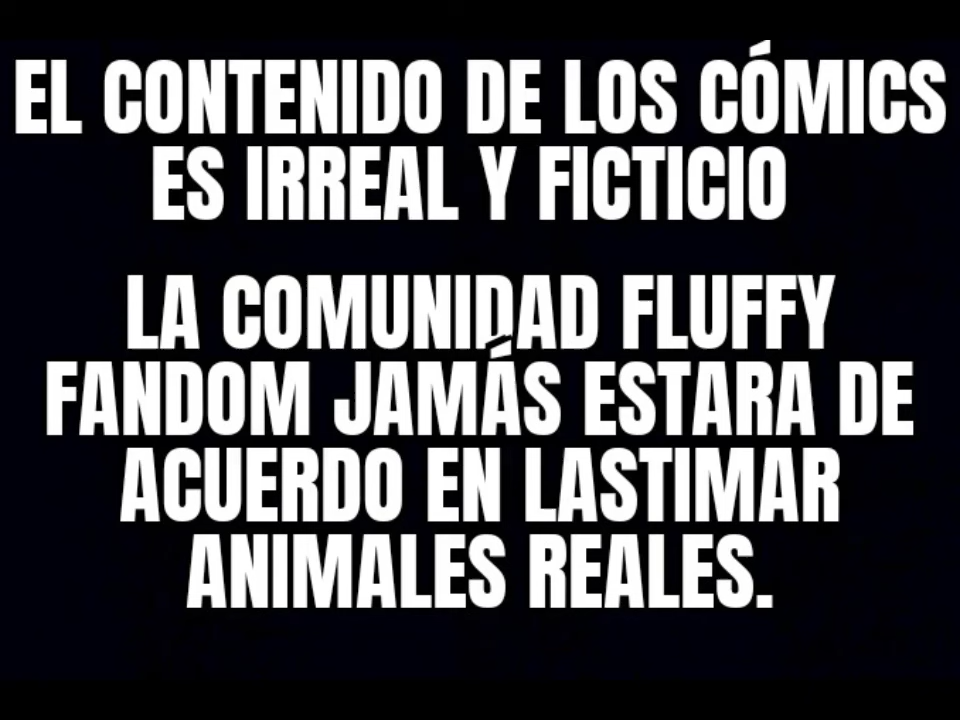 EL CONTENIDO DE LOS CÓMICS
ES IRREAL Y FICTICIO
LA COMUNIDAD FLUFFY
FANDOM JAMÁS ESTARA DE
ACUERDO EN LASTIMAR
ANIMALES REALES.